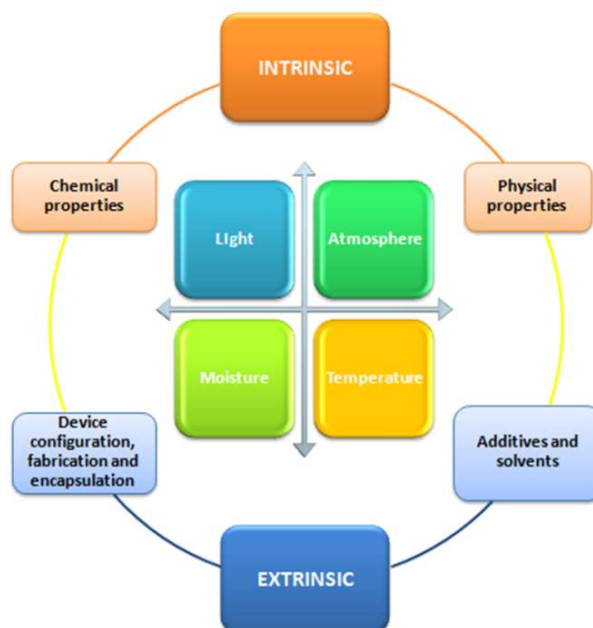 INTRINSIC
Chemical
properties
Physical
properties
LIght
Atmosphere
Moisture
Temperature
Device
configuration,
fabrication and
encapsulation
Additives and
solvents
EXTRINSIC